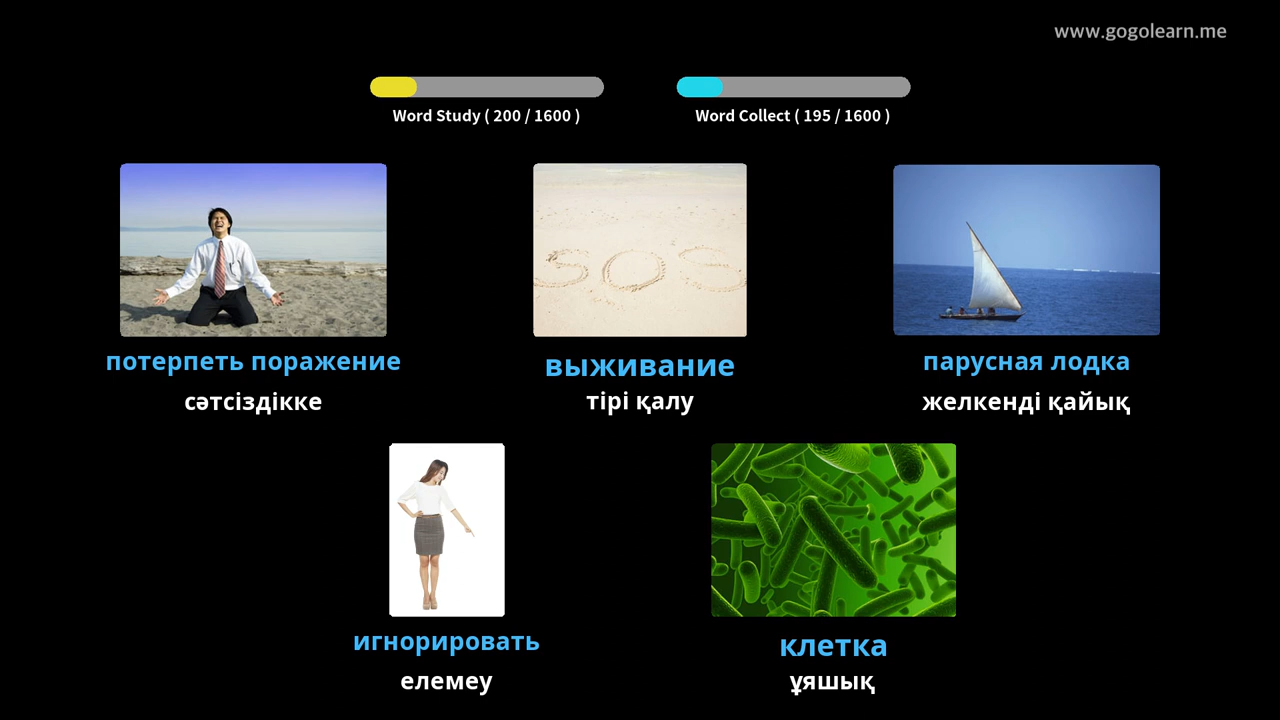 www.gogolearn.me
Word Study ( 200 / 1600 )
Word Collect ( 195 / 1600 )
SOS
потерпеть поражение
сәтсіздікке
выживание
тірі қалу
парусная лодка
желкенді қайық
игнорировать
елемеу
клетка
ұяшық